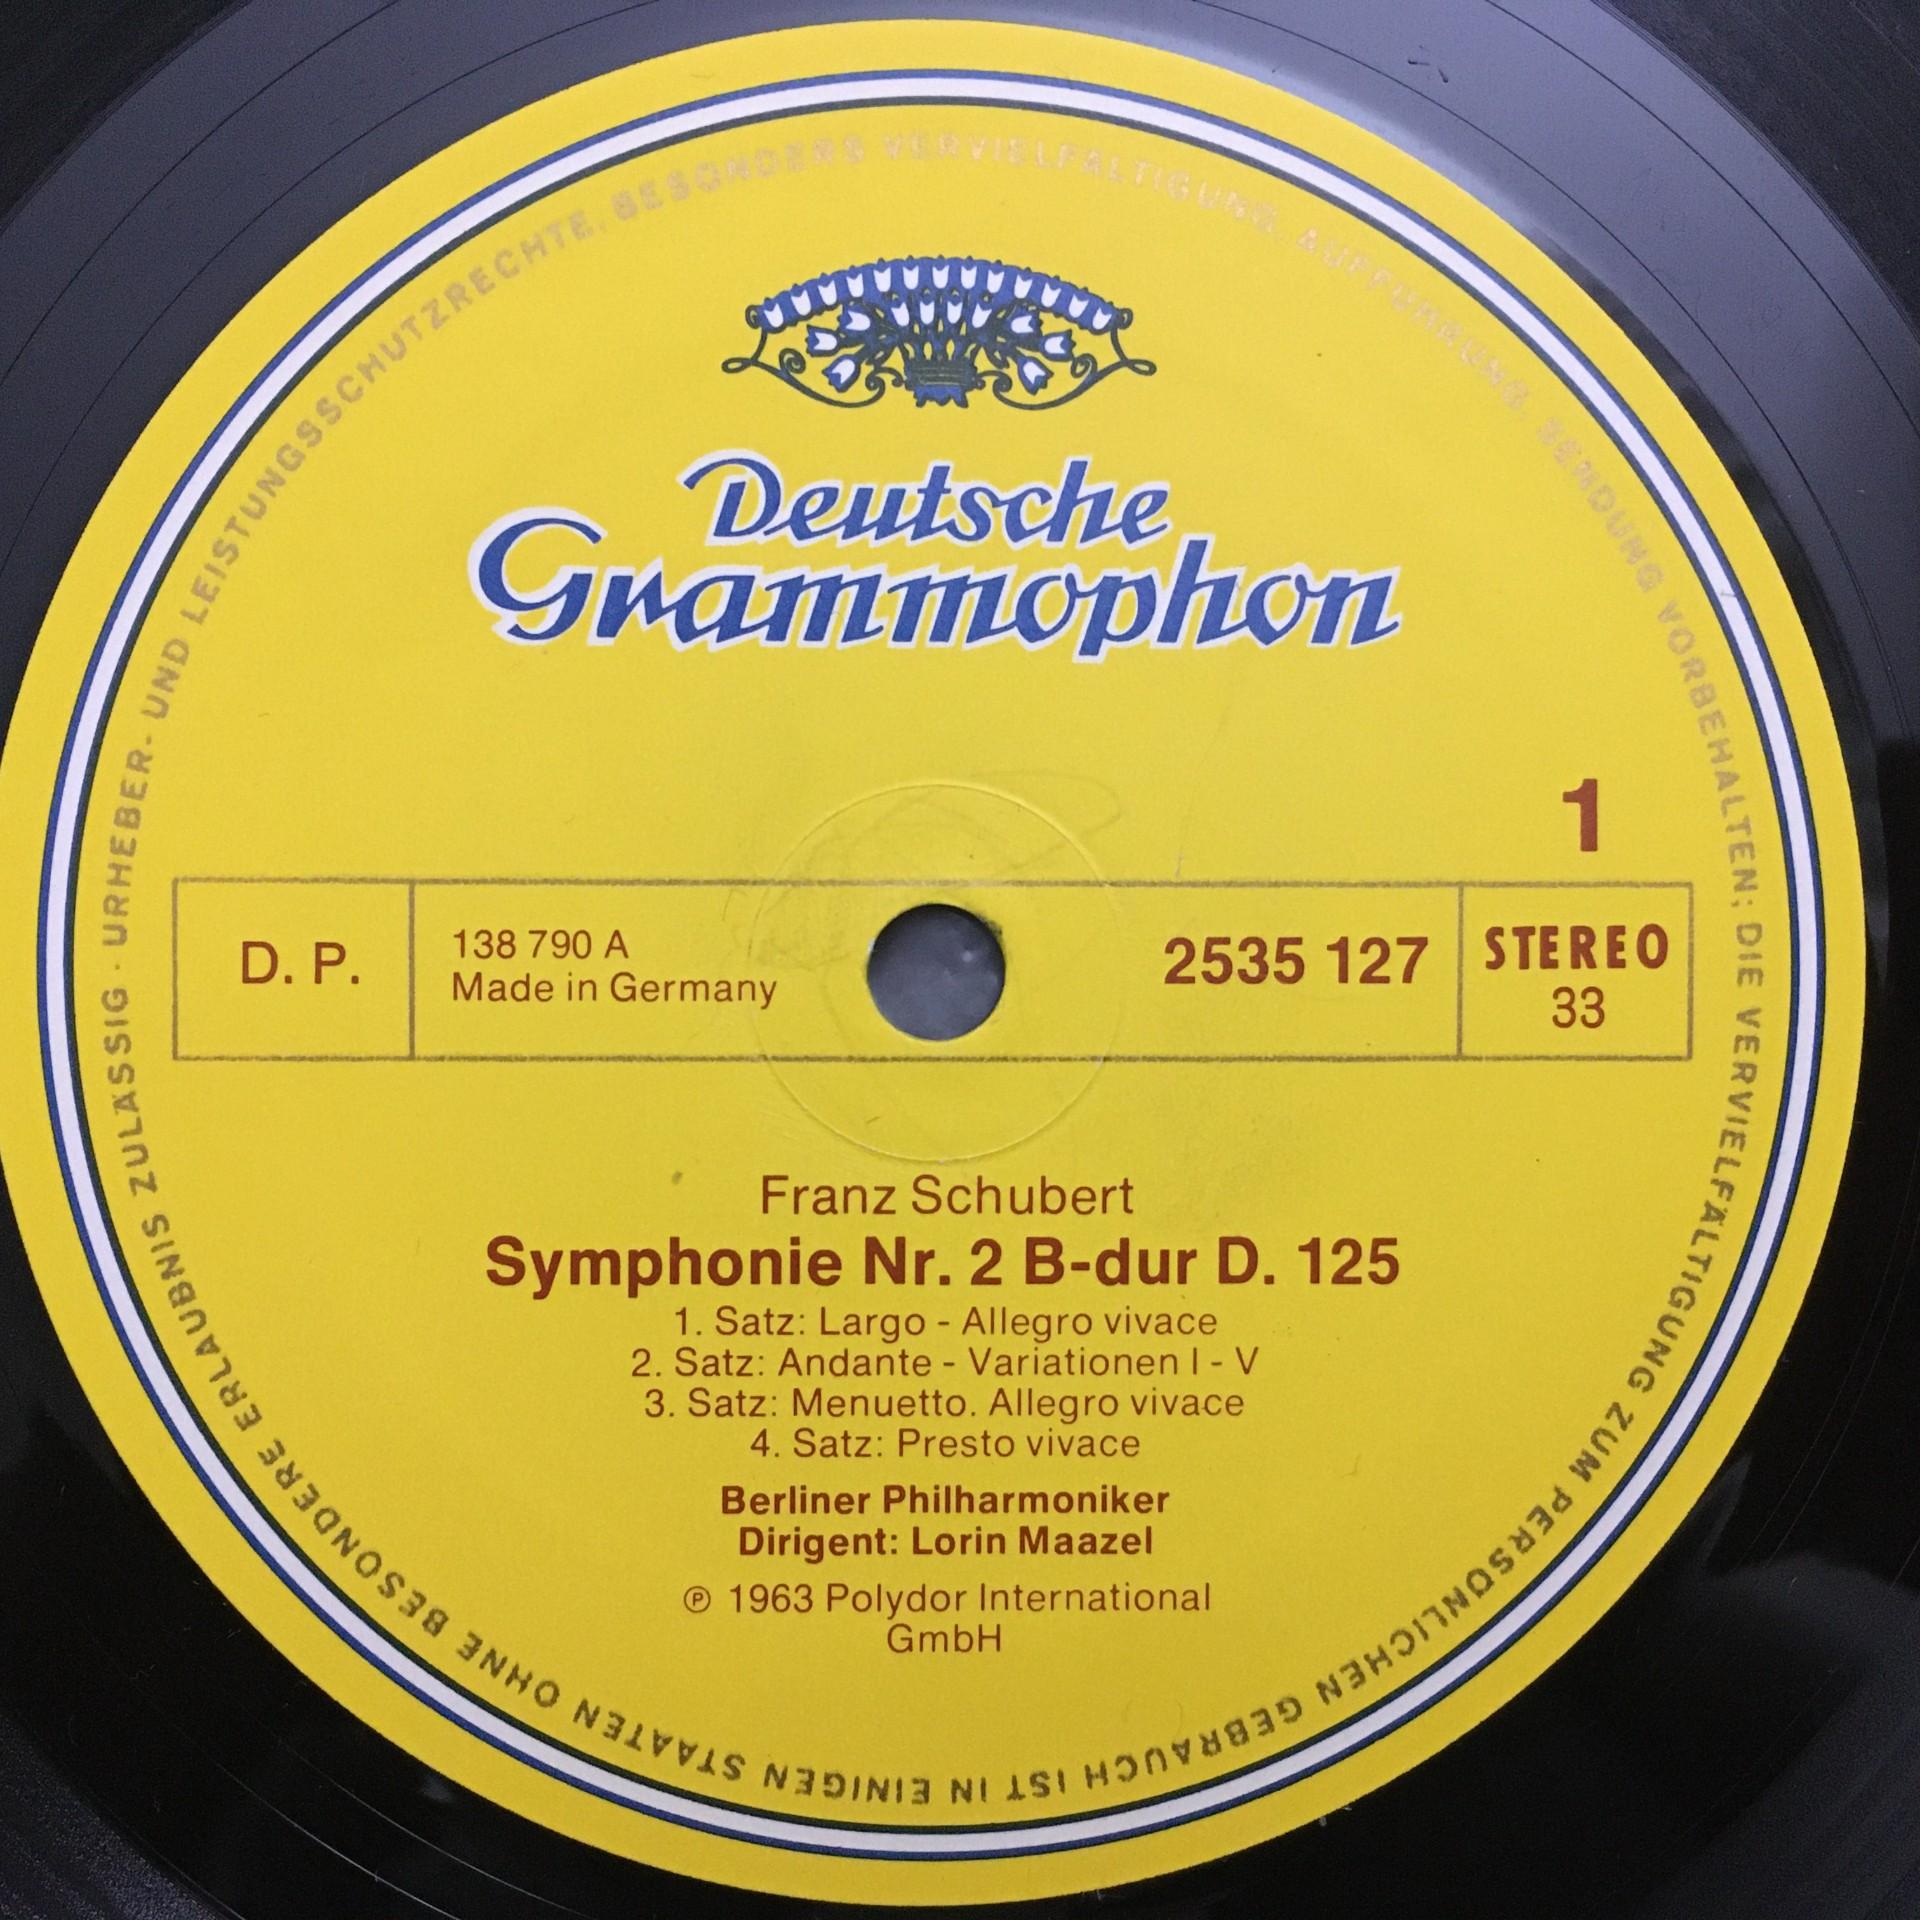 URHEBER- UND LEISTUNGSSCHUTZRECHTE, BESONDERS VERVIELFÄLTIGUNG, AUFFÜHRUNG, SENDUNG VORBEHALTEN; DIE VERVIELFÄLTIGUNG ZUM PERSÖNLICHEN GEBRAUCH IST IN EINIGEN STAATEN OHNE BESONDERE ERLAUBNIS ZULÄSSIG ·
Deutsche
Grammophon
1
D. P.
138 790 A
Made in Germany
2535 127
STEREO
33
Franz Schubert
Symphonie Nr. 2 B-dur D. 125
1. Satz: Largo - Allegro vivace
2. Satz: Andante - Variationen I - V
3. Satz: Menuetto. Allegro vivace
4. Satz: Presto vivace
Berliner Philharmoniker
Dirigent: Lorin Maazel
℗ 1963 Polydor International
GmbH